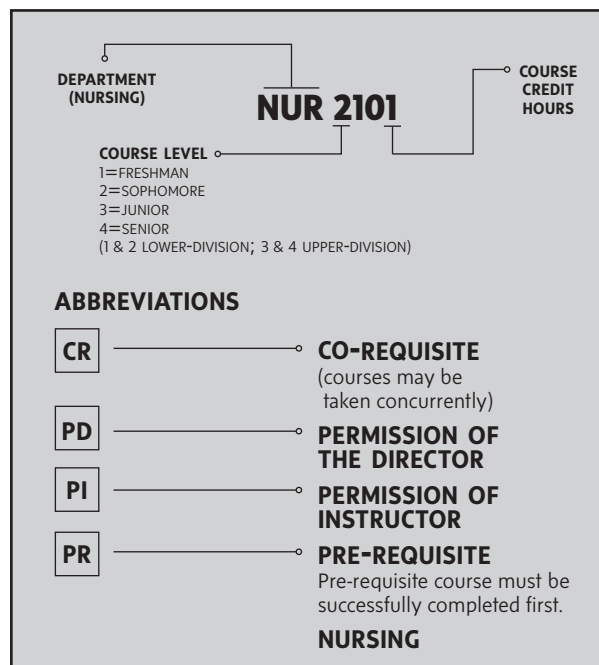 DEPARTMENT
(NURSING)
NUR 2101
COURSE
CREDIT
HOURS
COURSE LEVEL
1=FRESHMAN
2=SOPHOMORE
3=JUNIOR
4=SENIOR
(1 & 2 LOWER-DIVISION; 3 & 4 UPPER-DIVISION)
ABBREVIATIONS
CR
CO-REQUISITE
(courses may be
taken concurrently)
PD
PERMISSION OF
THE DIRECTOR
PI
PERMISSION OF
INSTRUCTOR
PR
PRE-REQUISITE
Pre-requisite course must be
successfully completed first.
NURSING